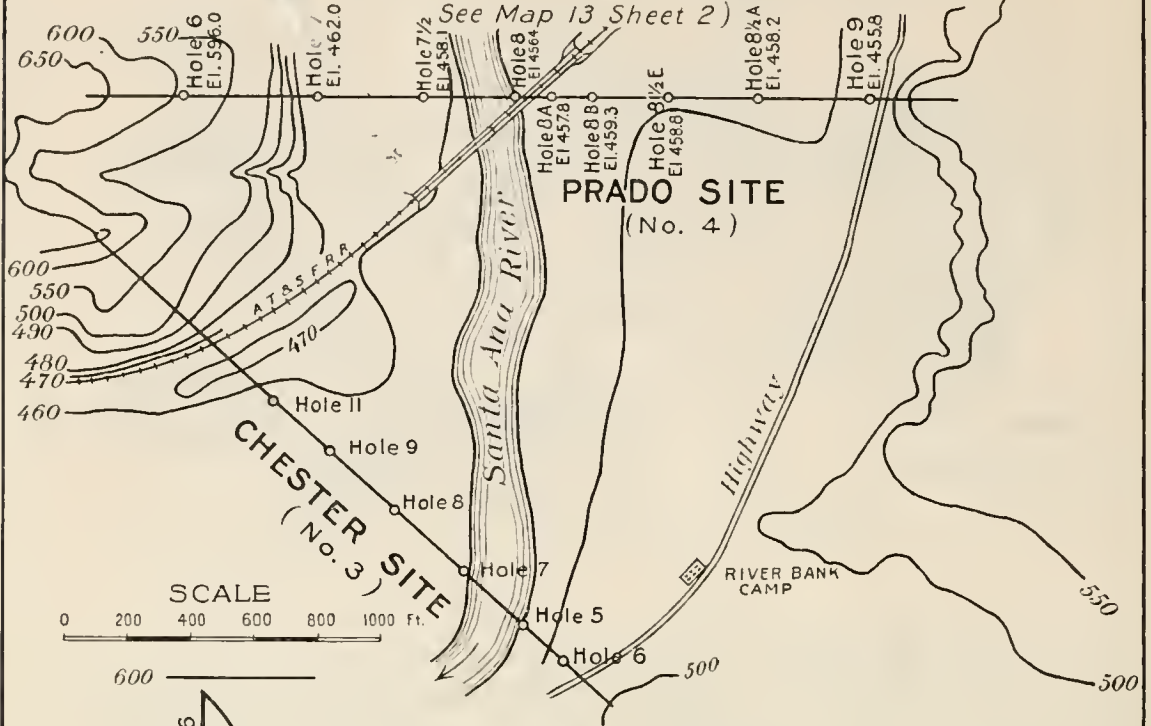 See Map 13 Sheet 2)
600
550
650
Hole 6
El. 596.0
Hole 7
El. 462.0
Hole 7½
El 458.1
Hole 8
El 456.4
Hole 8A
El 457.8
Hole 8B
El. 459.3
Hole 8½E
El 458.8
Hole 8½A
El. 458.2
Hole 9
El. 455.8
PRADO SITE
(No. 4)
Santa Ana River
A T & S F R R
Highway
600
550
500
490
480
470
460
470
Hole 11
Hole 9
Hole 8
Hole 7
Hole 5
Hole 6
CHESTER SITE
(No. 3)
RIVER BANK
CAMP
550
500
500
SCALE
0 200 400 600 800 1000 Ft.
600